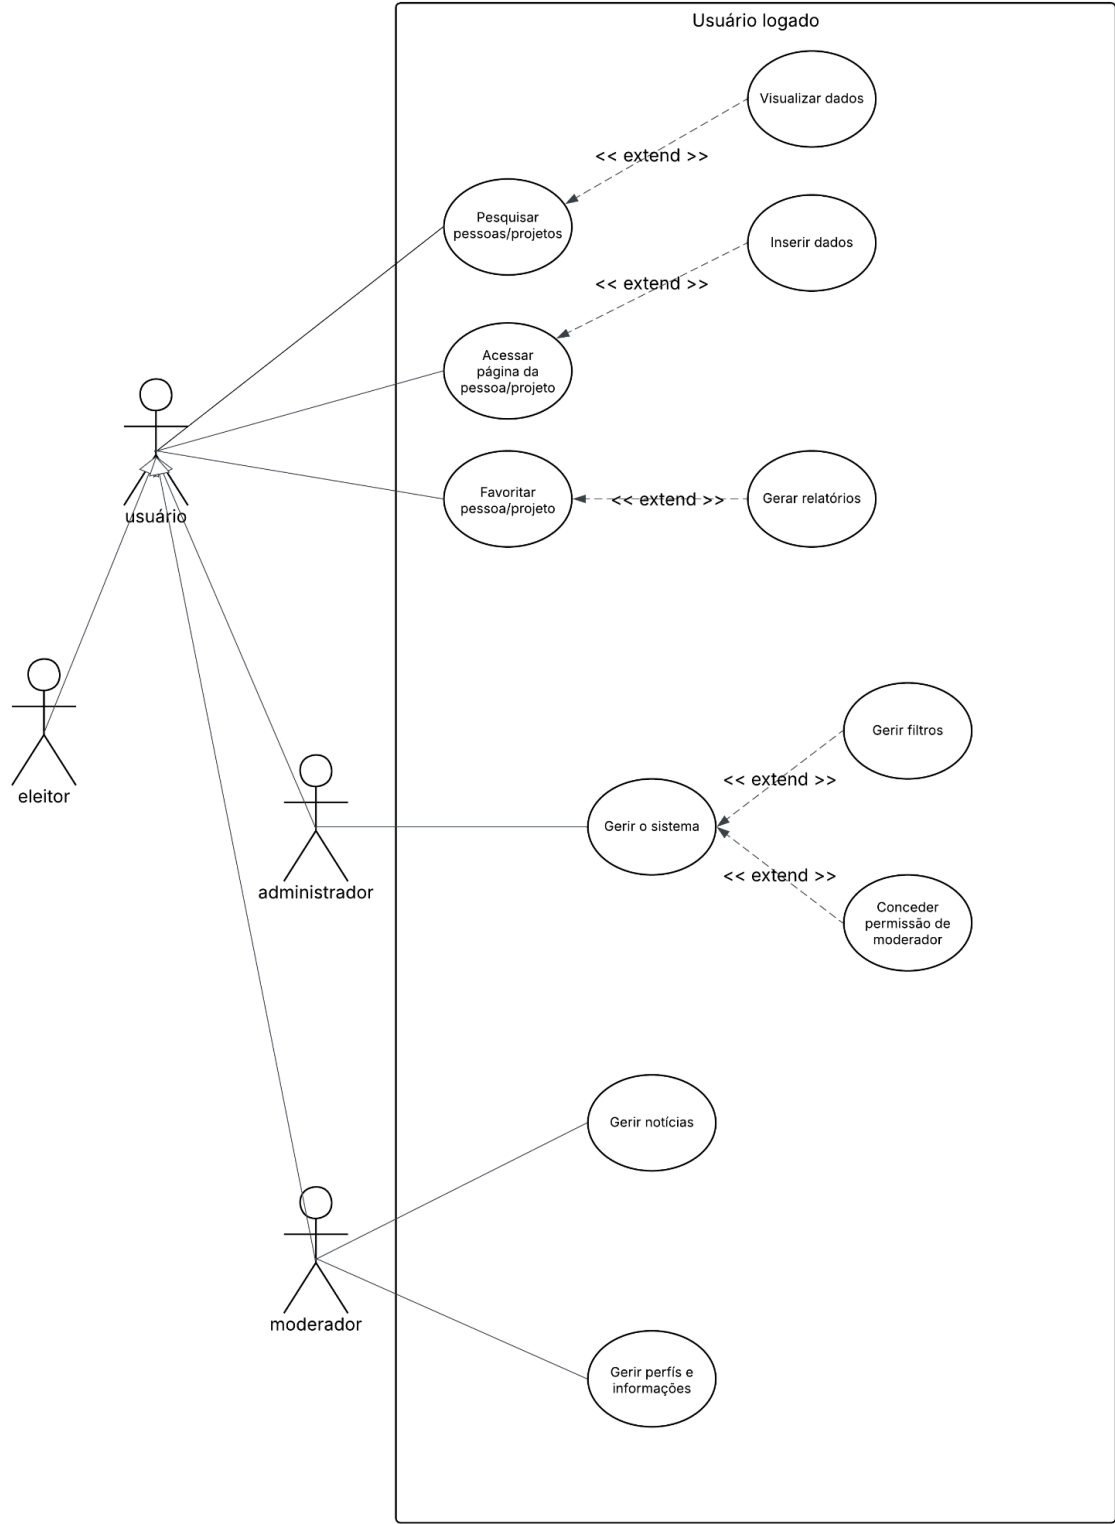 Usuário logado
Visualizar dados
<< extend >>
Pesquisar
pessoas/projetos
Inserir dados
<< extend >>
Acessar
página da
pessoa/projeto
Favoritar
pessoa/projeto
<< extend >>
Gerar relatórios
usuário
eleitor
administrador
Gerir o sistema
Gerir filtros
<< extend >>
<< extend >>
Conceder
permissão de
moderador
Gerir notícias
moderador
Gerir perfís e
informações